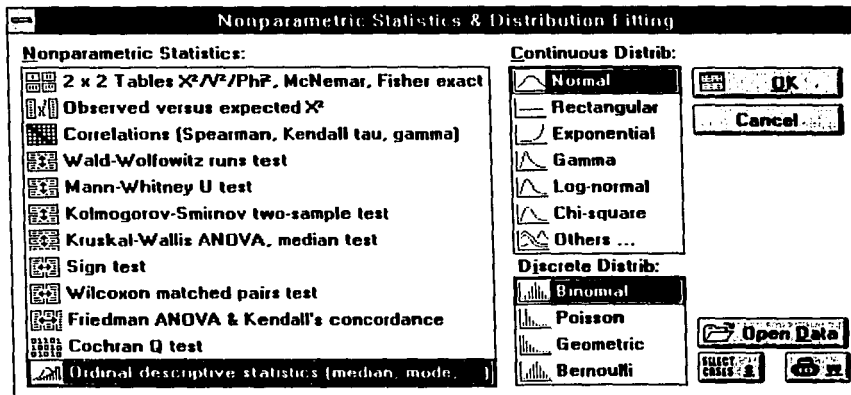 Nonparametric Statistics & Distribution Fitting
Nonparametric Statistics:
2 x 2 Tables X²/V²/Phi², McNemar, Fisher exact
Observed versus expected X²
Correlations (Spearman, Kendall tau, gamma)
Wald-Wolfowitz runs test
Mann-Whitney U test
Kolmogorov-Smirnov two-sample test
Kruskal-Wallis ANOVA, median test
Sign test
Wilcoxon matched pairs test
Friedman ANOVA & Kendall's concordance
Cochran Q test
Ordinal descriptive statistics (median, mode, )
Continuous Distrib:
Normal
Rectangular
Exponential
Gamma
Log-normal
Chi-square
Others ...
Discrete Distrib:
Binomial
Poisson
Geometric
Bernoulli
OK
Cancel
Open Data
SELECT
CASES S
W